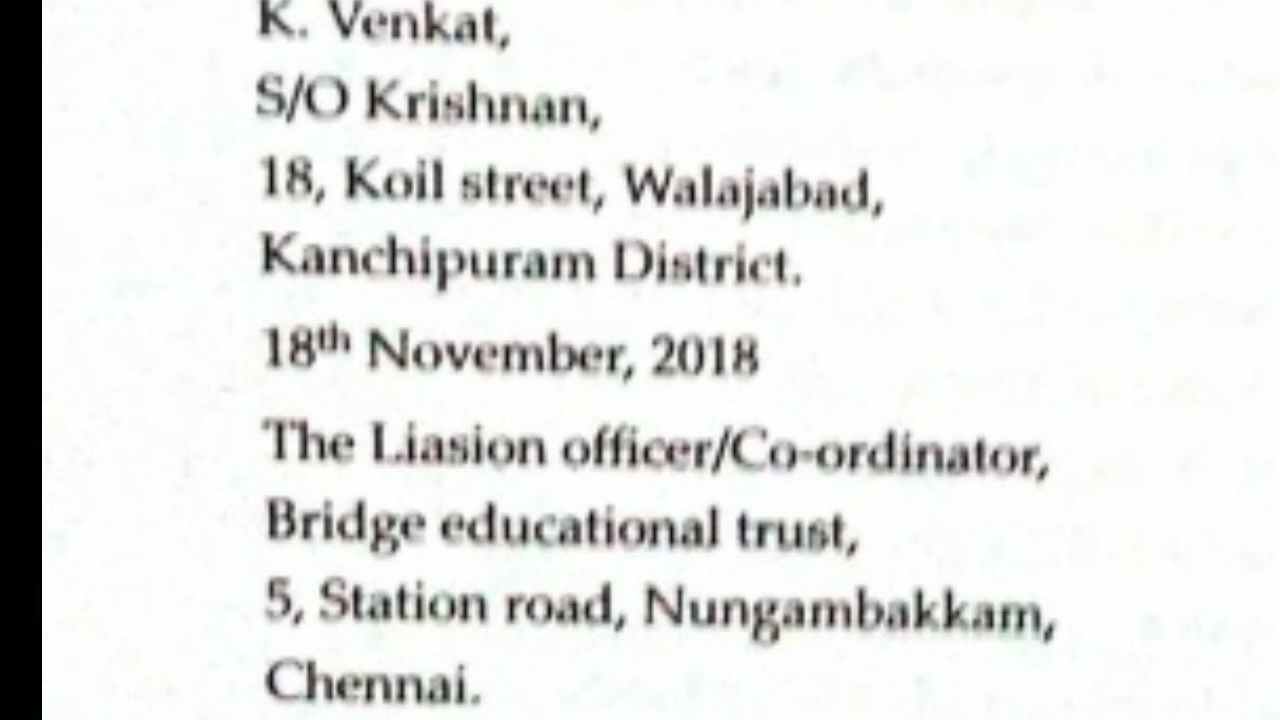 K. Venkat,
S/O Krishnan,
18, Koil street, Walajabad,
Kanchipuram District.
18th November, 2018
The Liasion officer/Co-ordinator,
Bridge educational trust,
5, Station road, Nungambakkam,
Chennai.